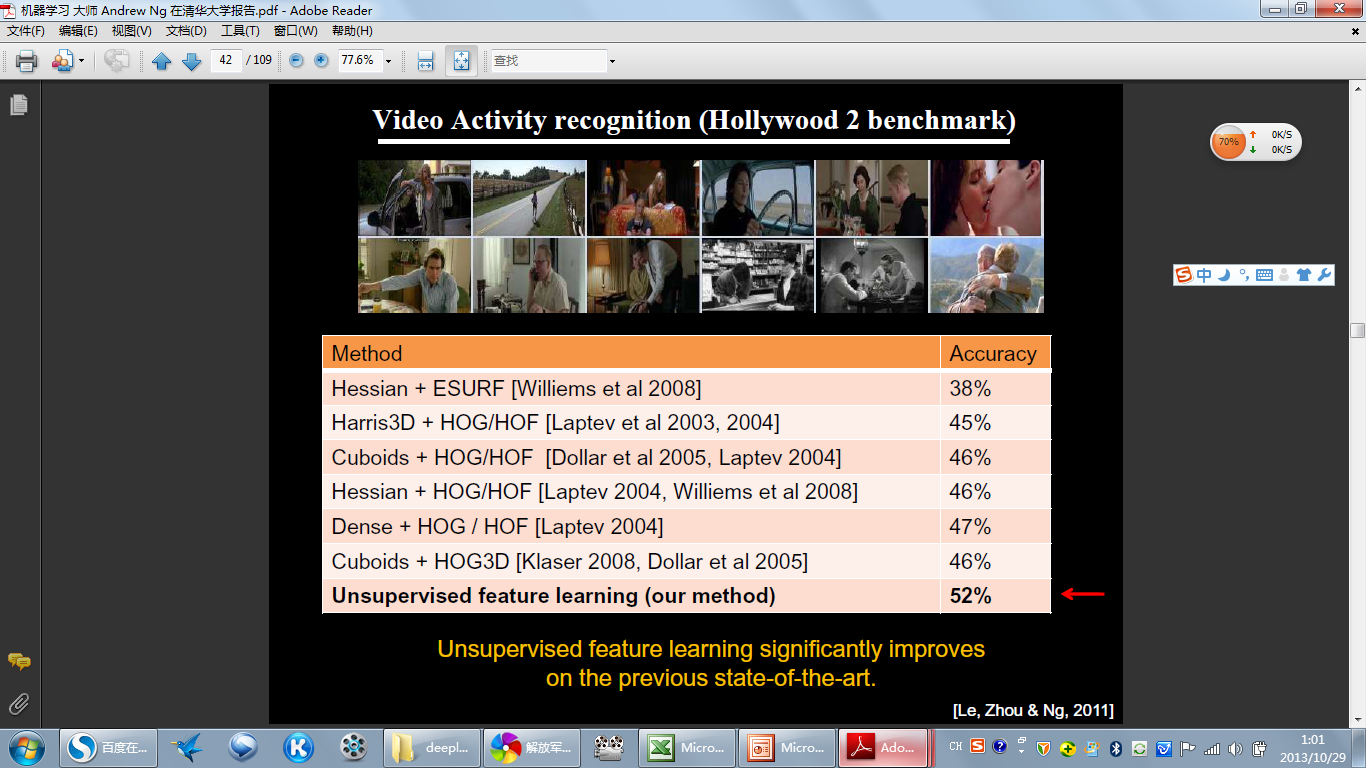 机器学习 大师 Andrew Ng 在清华大学报告.pdf - Adobe Reader
文件(F) 编辑(E) 视图(V) 文档(D) 工具(T) 窗口(W) 帮助(H)
42 / 109 77.6% 查找
Video Activity recognition (Hollywood 2 benchmark)
70% 0K/S
0K/S
中
Method Accuracy
Hessian + ESURF [Williems et al 2008] 38%
Harris3D + HOG/HOF [Laptev et al 2003, 2004] 45%
Cuboids + HOG/HOF [Dollar et al 2005, Laptev 2004] 46%
Hessian + HOG/HOF [Laptev 2004, Williems et al 2008] 46%
Dense + HOG / HOF [Laptev 2004] 47%
Cuboids + HOG3D [Klaser 2008, Dollar et al 2005] 46%
Unsupervised feature learning (our method) 52%
Unsupervised feature learning significantly improves
on the previous state-of-the-art.
[Le, Zhou & Ng, 2011]
百度在... deepl... 解放军... Micro... Micro... Ado... CH 1:01
2013/10/29